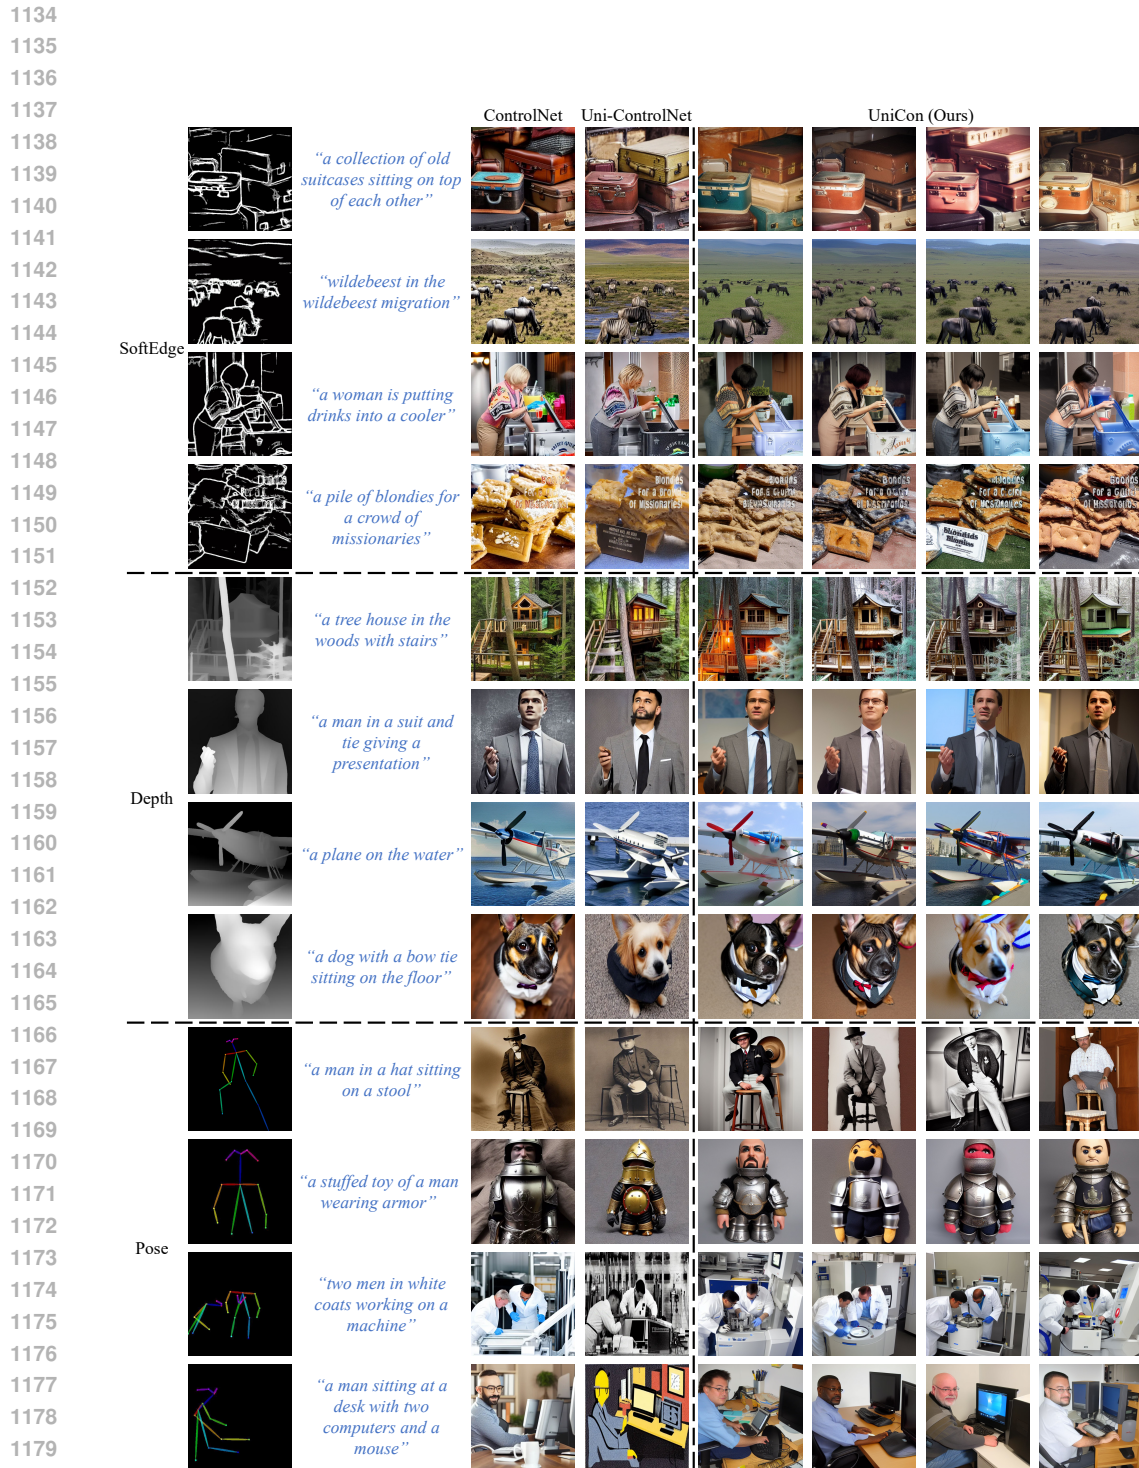 1134
1135
1136
1137
1138
1139
1140
1141
1142
1143
1144
1145
1146
1147
1148
1149
1150
1151
1152
1153
1154
1155
1156
1157
1158
1159
1160
1161
1162
1163
1164
1165
1166
1167
1168
1169
1170
1171
1172
1173
1174
1175
1176
1177
1178
1179
ControlNet Uni-ControlNet UniCon (Ours)
SoftEdge
“a collection of old
suitcases sitting on top
of each other”
“wildebeest in the
wildebeest migration”
“a woman is putting
drinks into a cooler”
“a pile of blondies for
a crowd of
missionaries”
Depth
“a tree house in the
woods with stairs”
“a man in a suit and
tie giving a
presentation”
“a plane on the water”
“a dog with a bow tie
sitting on the floor”
Pose
“a man in a hat sitting
on a stool”
“a stuffed toy of a man
wearing armor”
“two men in white
coats working on a
machine”
“a man sitting at a
desk with two
computers and a
mouse”